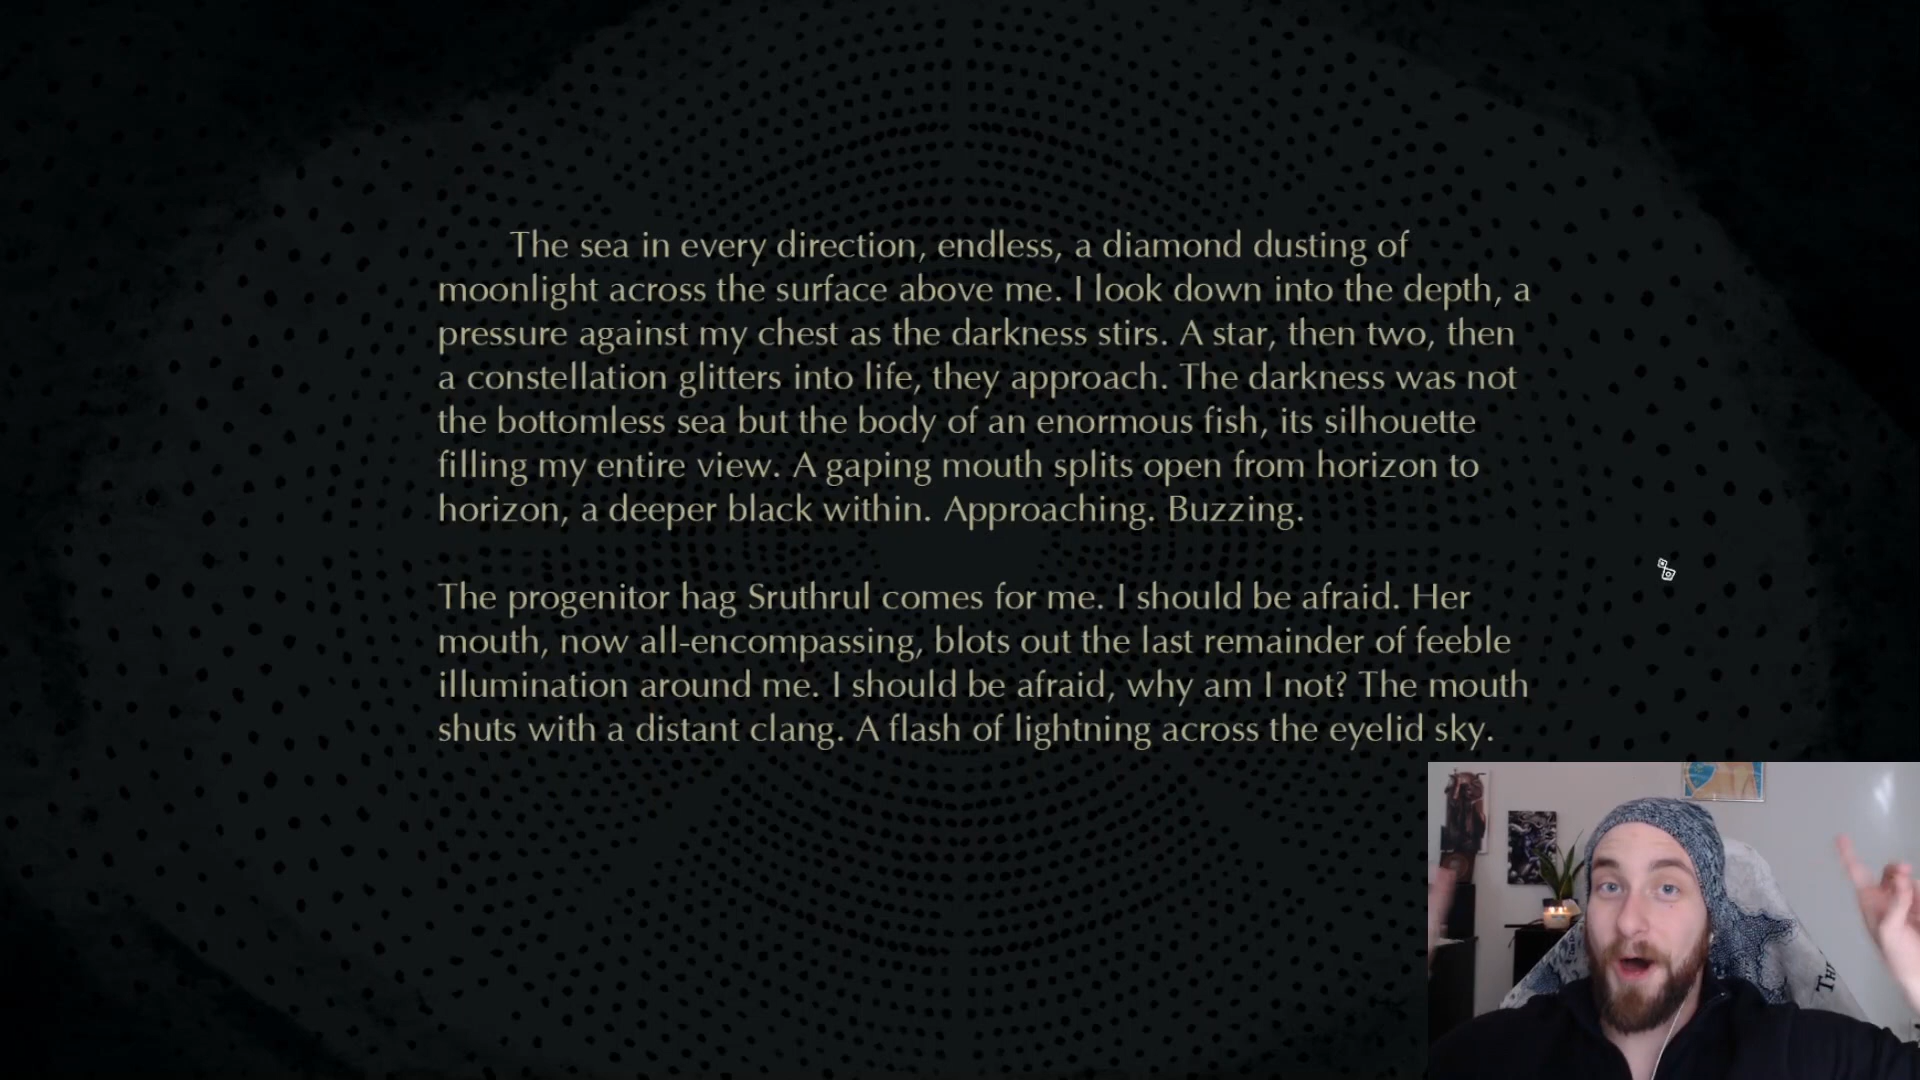 The sea in every direction, endless, a diamond dusting of
moonlight across the surface above me. I look down into the depth, a
pressure against my chest as the darkness stirs. A star, then two, then
a constellation glitters into life, they approach. The darkness was not
the bottomless sea but the body of an enormous fish, its silhouette
filling my entire view. A gaping mouth splits open from horizon to
horizon, a deeper black within. Approaching. Buzzing.
The progenitor hag Sruthrul comes for me. I should be afraid. Her
mouth, now all-encompassing, blots out the last remainder of feeble
illumination around me. I should be afraid, why am I not? The mouth
shuts with a distant clang. A flash of lightning across the eyelid sky.